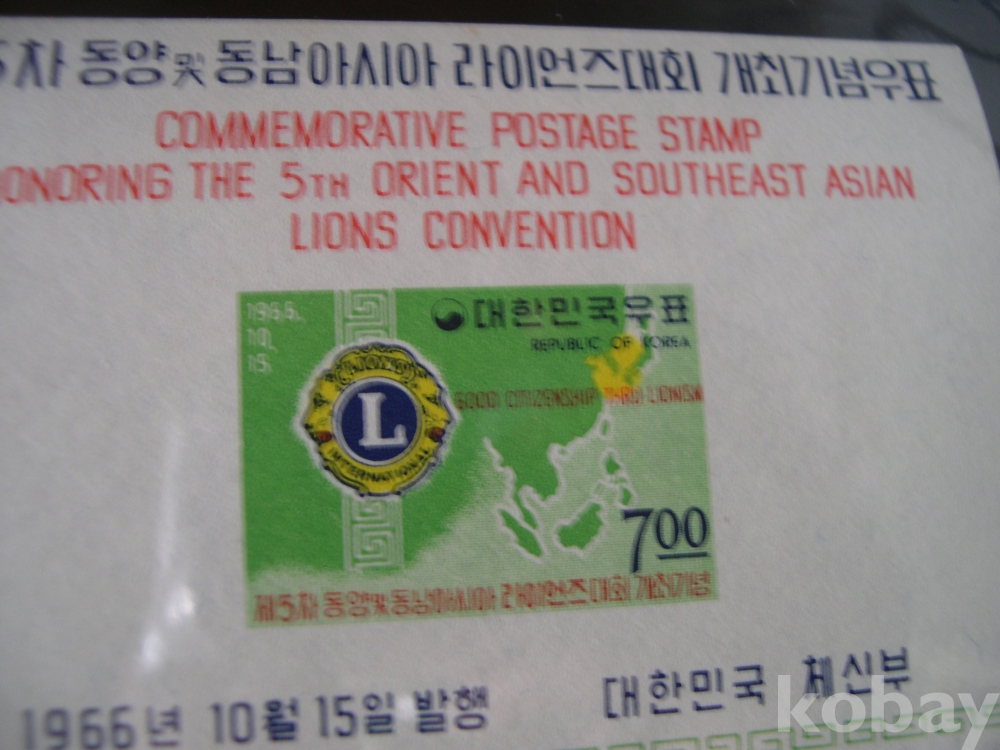 5차 동양및 동남아시아 라이언즈대회 개최기념우표
COMMEMORATIVE POSTAGE STAMP
ONORING THE 5TH ORIENT AND SOUTHEAST ASIAN
LIONS CONVENTION
1966.
10.
15.
대한민국우표
REPUBLIC OF KOREA
GOOD CITIZENSHIP THRU LIONISM
LIONS
L
INTERNATIONAL
700
제5차 동양및동남아시아 라이언즈대회 개최기념
1966년 10월 15일 발행
대한민국 체신부
kobay